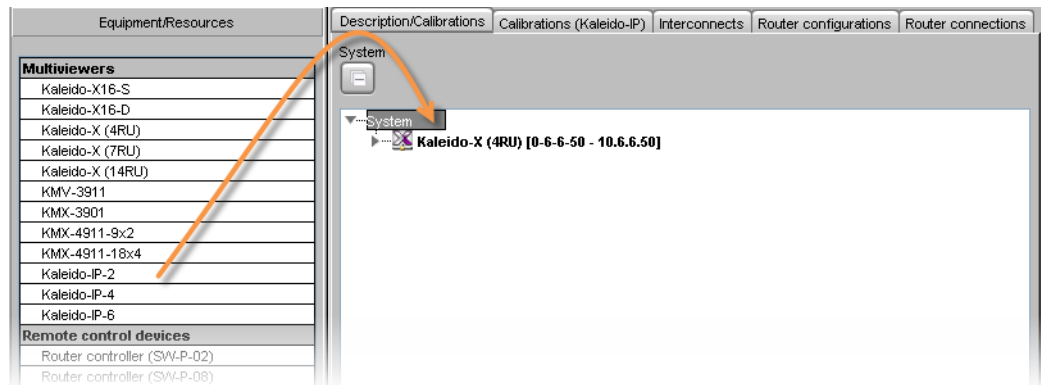 Equipment/Resources
Multiviewers
Kaleido-X16-S
Kaleido-X16-D
Kaleido-X (4RU)
Kaleido-X (7RU)
Kaleido-X (14RU)
KMV-3911
KMX-3901
KMX-4911-9x2
KMX-4911-18x4
Kaleido-IP-2
Kaleido-IP-4
Kaleido-IP-6
Remote control devices
Router controller (SW-P-02)
Router controller (SW-P-08)
Description/Calibrations Calibrations (Kaleido-IP) Interconnects Router configurations Router connections
System
System
Kaleido-X (4RU) [0-6-6-50 - 10.6.6.50]